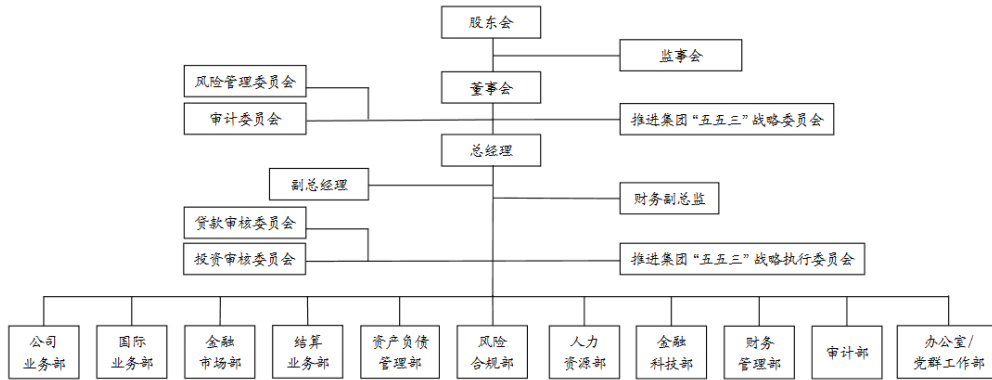 股东会
监事会
风险管理委员会
董事会
审计委员会
推进集团“五五三”战略委员会
总经理
副总经理
财务副总监
贷款审核委员会
投资审核委员会
推进集团“五五三”战略执行委员会
公司
业务部
国际
业务部
金融
市场部
结算
业务部
资产负债
管理部
风险
合规部
人力
资源部
金融
科技部
财务
管理部
审计部
办公室/
党群工作部